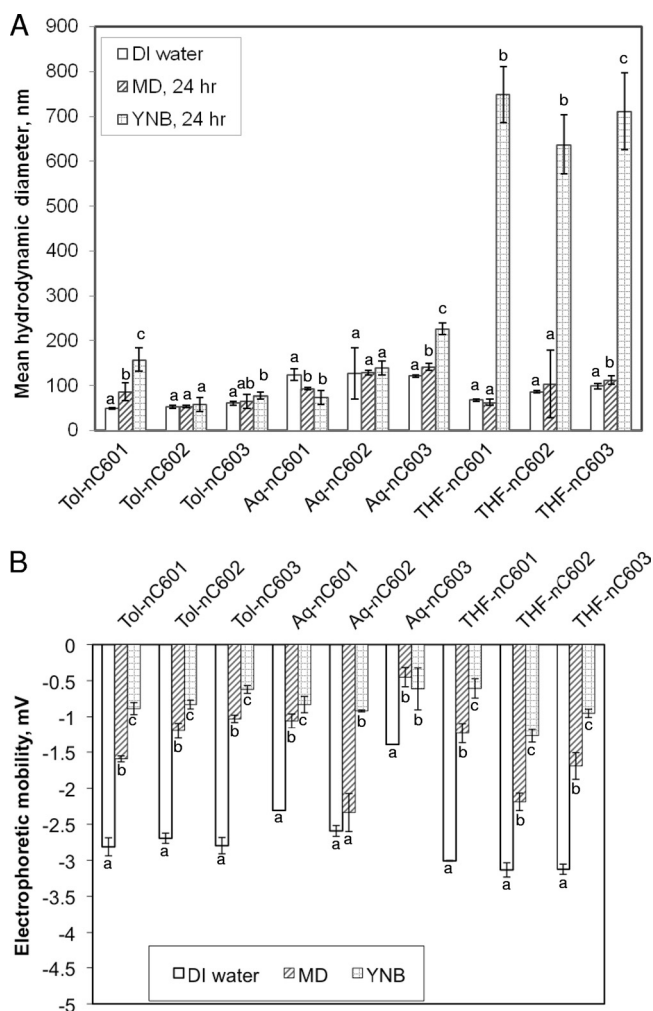 A
Mean hydrodynamic diameter, nm
900
800
700
600
500
400
300
200
100
0
DI water
MD, 24 hr
YNB, 24 hr
a b c
a a a
a ab b
a b b
a a a
a b c
a a b
a a b
a b c
Tol-nC601
Tol-nC602
Tol-nC603
Aq-nC601
Aq-nC602
Aq-nC603
THF-nC601
THF-nC602
THF-nC603
B
Tol-nC601
Tol-nC602
Tol-nC603
Aq-nC601
Aq-nC602
Aq-nC603
THF-nC601
THF-nC602
THF-nC603
Electrophoretic mobility, mV
0
-0.5
-1
-1.5
-2
-2.5
-3
-3.5
-4
-4.5
-5
a b c
a b c
a b c
a b c
a a b
a b b
a b c
a b c
a b c
DI water MD YNB